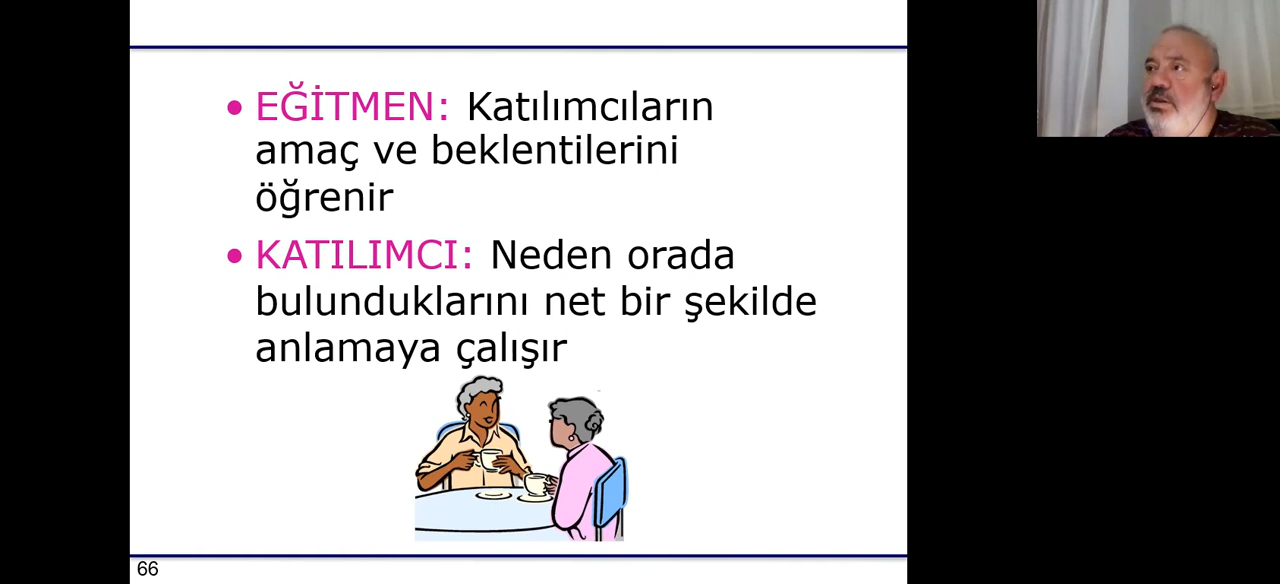 • EĞİTMEN: Katılımcıların
amaç ve beklentilerini
öğrenir
• KATILIMCI: Neden orada
bulunduklarını net bir şekilde
anlamaya çalışır
66